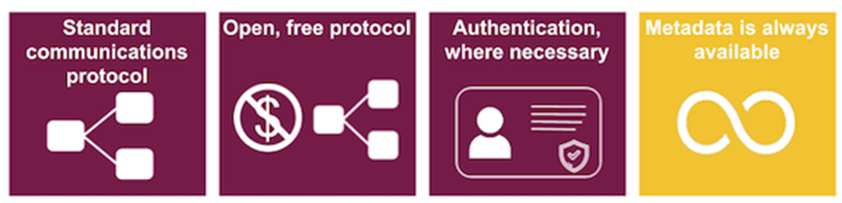 Standard
communications
protocol
Open, free protocol
Authentication,
where necessary
Metadata is always
available